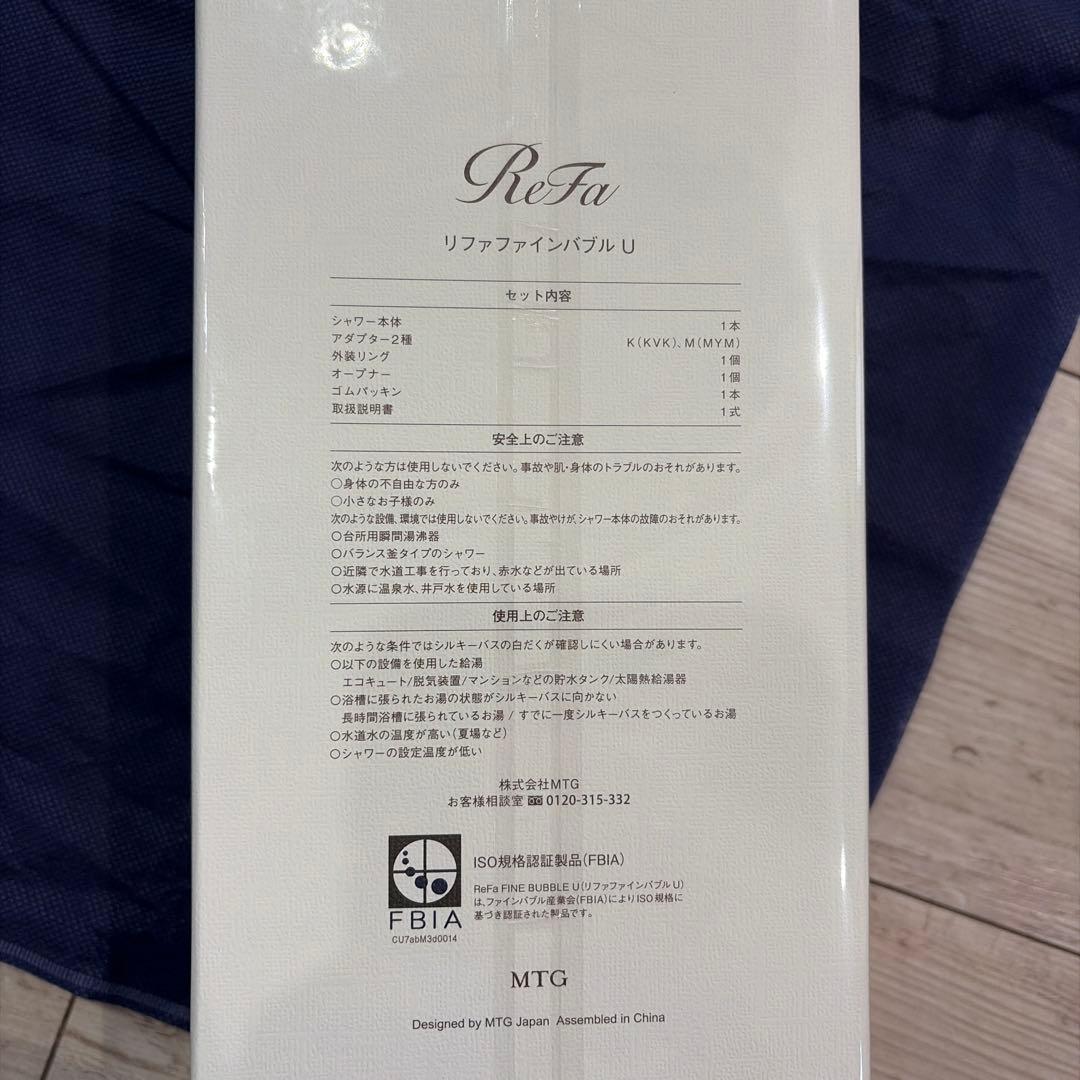 ReFa
リファファインバブル U
セット内容
シャワー本体 1本
アダプター2種 K(KVK)、M(MYM)
外装リング 1個
オープナー 1個
ゴムパッキン 1本
取扱説明書 1式
安全上のご注意
次のような方は使用しないでください。事故や肌・身体のトラブルのおそれがあります。
○身体の不自由な方のみ
○小さなお子様のみ
次のような設備、環境では使用しないでください。事故やけが、シャワー本体の故障のおそれがあります。
○台所用瞬間湯沸器
○バランス釜タイプのシャワー
○近隣で水道工事を行っており、赤水などが出ている場所
○水源に温泉水、井戸水を使用している場所
使用上のご注意
次のような条件ではシルキーバスの白だくが確認しにくい場合があります。
○以下の設備を使用した給湯
エコキュート/脱気装置/マンションなどの貯水タンク/太陽熱給湯器
○浴槽に張られたお湯の状態がシルキーバスに向かない
長時間浴槽に張られているお湯 / すでに一度シルキーバスをつくっているお湯
○水道水の温度が高い(夏場など)
○シャワーの設定温度が低い
株式会社MTG
お客様相談室 0120-315-332
ISO規格認証製品(FBIA)
ReFa FINE BUBBLE U(リファファインバブル U)
は、ファインバブル産業会(FBIA)によりISO規格に
基づき認証された製品です。
FBIA
CU7abM3d0014
MTG
Designed by MTG Japan Assembled in China